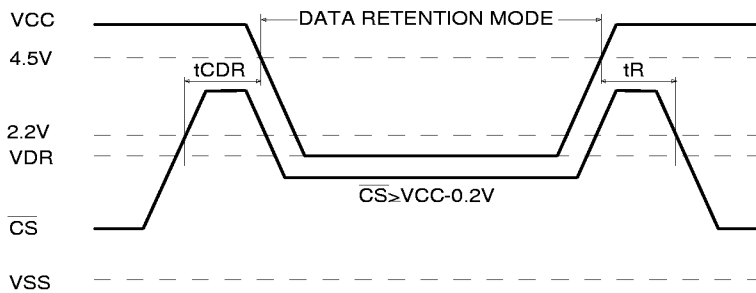 VCC
DATA RETENTION MODE
4.5V
tCDR
tR
2.2V
VDR
CS≥VCC-0.2V
CS
VSS